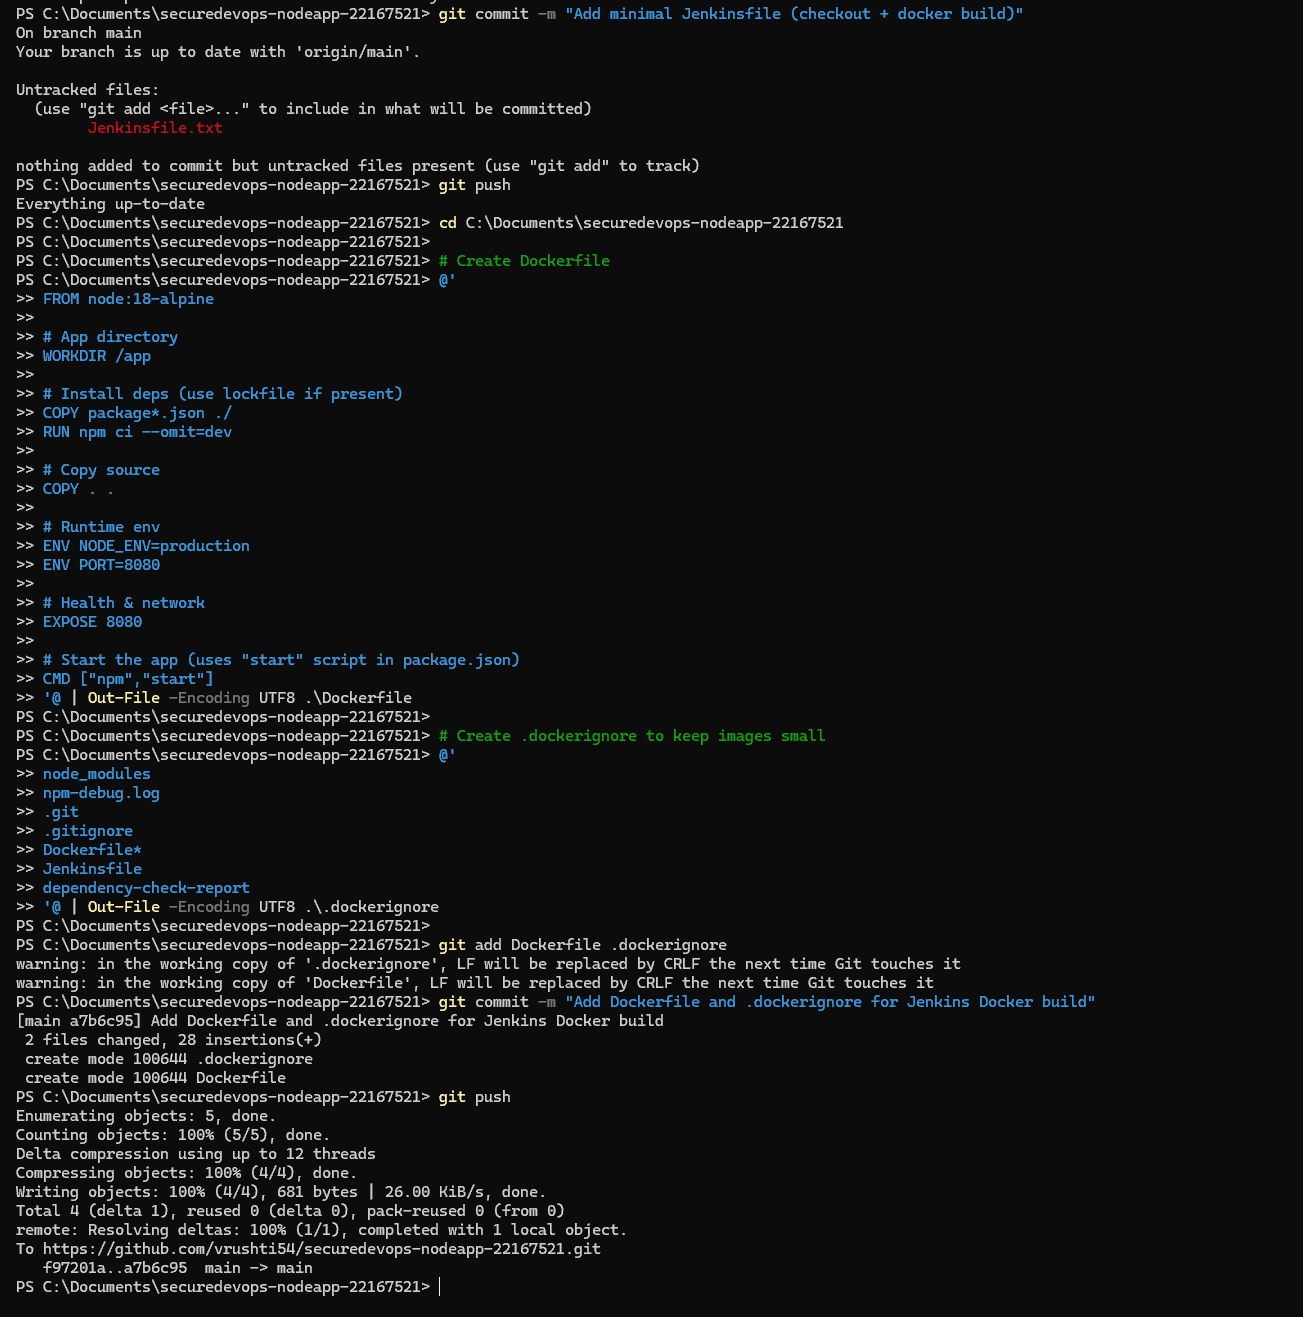 PS C:\Documents\securedevops-nodeapp-22167521> git commit -m "Add minimal Jenkinsfile (checkout + docker build)"
On branch main
Your branch is up to date with 'origin/main'.
Untracked files:
  (use "git add <file>..." to include in what will be committed)
        Jenkinsfile.txt
nothing added to commit but untracked files present (use "git add" to track)
PS C:\Documents\securedevops-nodeapp-22167521> git push
Everything up-to-date
PS C:\Documents\securedevops-nodeapp-22167521> cd C:\Documents\securedevops-nodeapp-22167521
PS C:\Documents\securedevops-nodeapp-22167521>
PS C:\Documents\securedevops-nodeapp-22167521> # Create Dockerfile
PS C:\Documents\securedevops-nodeapp-22167521> @'
>> FROM node:18-alpine
>>
>> # App directory
>> WORKDIR /app
>>
>> # Install deps (use lockfile if present)
>> COPY package*.json ./
>> RUN npm ci --omit=dev
>>
>> # Copy source
>> COPY . .
>>
>> # Runtime env
>> ENV NODE_ENV=production
>> ENV PORT=8080
>>
>> # Health & network
>> EXPOSE 8080
>>
>> # Start the app (uses "start" script in package.json)
>> CMD ["npm","start"]
>> '@ | Out-File -Encoding UTF8 .\Dockerfile
PS C:\Documents\securedevops-nodeapp-22167521>
PS C:\Documents\securedevops-nodeapp-22167521> # Create .dockerignore to keep images small
PS C:\Documents\securedevops-nodeapp-22167521> @'
>> node_modules
>> npm-debug.log
>> .git
>> .gitignore
>> Dockerfile*
>> Jenkinsfile
>> dependency-check-report
>> '@ | Out-File -Encoding UTF8 .\.dockerignore
PS C:\Documents\securedevops-nodeapp-22167521>
PS C:\Documents\securedevops-nodeapp-22167521> git add Dockerfile .dockerignore
warning: in the working copy of '.dockerignore', LF will be replaced by CRLF the next time Git touches it
warning: in the working copy of 'Dockerfile', LF will be replaced by CRLF the next time Git touches it
PS C:\Documents\securedevops-nodeapp-22167521> git commit -m "Add Dockerfile and .dockerignore for Jenkins Docker build"
[main a7b6c95] Add Dockerfile and .dockerignore for Jenkins Docker build
 2 files changed, 28 insertions(+)
 create mode 100644 .dockerignore
 create mode 100644 Dockerfile
PS C:\Documents\securedevops-nodeapp-22167521> git push
Enumerating objects: 5, done.
Counting objects: 100% (5/5), done.
Delta compression using up to 12 threads
Compressing objects: 100% (4/4), done.
Writing objects: 100% (4/4), 681 bytes | 26.00 KiB/s, done.
Total 4 (delta 1), reused 0 (delta 0), pack-reused 0 (from 0)
remote: Resolving deltas: 100% (1/1), completed with 1 local object.
To https://github.com/vrushti54/securedevops-nodeapp-22167521.git
   f97201a..a7b6c95  main -> main
PS C:\Documents\securedevops-nodeapp-22167521>